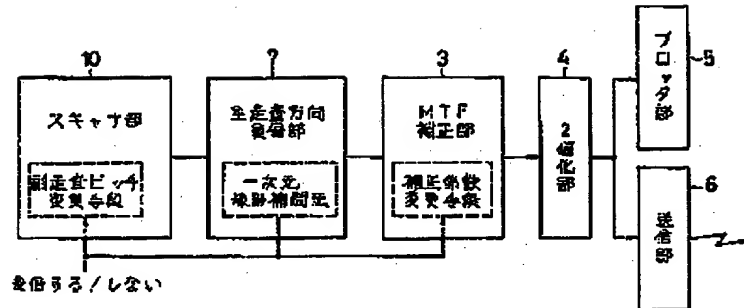 10
?
3
4
5
6
スキャナ部
副走査ピッチ
変更手段
主走査方向
変倍部
一次元
線形補間法
MTF
補正部
補正係数
変更手段
2値化部
プロッタ部
送信部
変倍する/しない